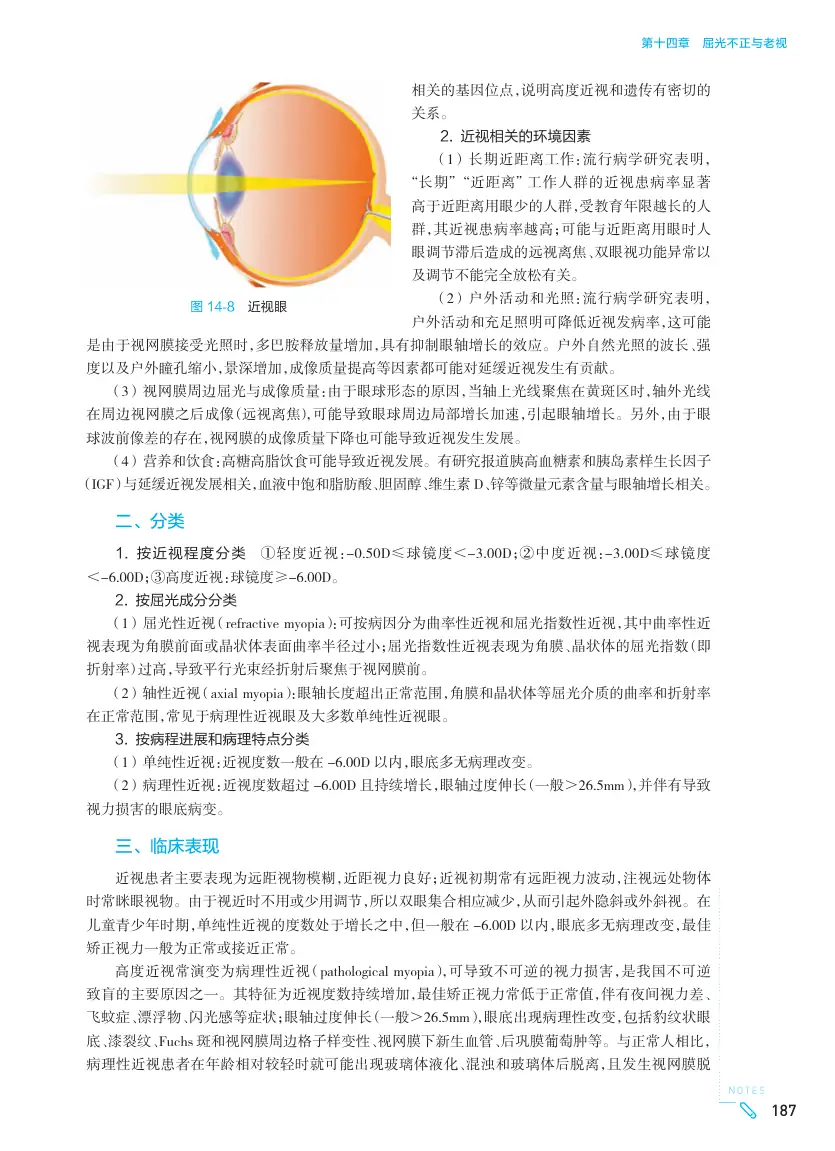 第十四章 屈光不正与老视
图 14-8 近视眼
相关的基因位点,说明高度近视和遗传有密切的
关系。
2. 近视相关的环境因素
(1)长期近距离工作:流行病学研究表明,
“长期”“近距离”工作人群的近视患病率显著
高于近距离用眼少的人群,受教育年限越长的人
群,其近视患病率越高;可能与近距离用眼时人
眼调节滞后造成的远视离焦、双眼视功能异常以
及调节不能完全放松有关。
(2)户外活动和光照:流行病学研究表明,
户外活动和充足照明可降低近视发病率,这可能
是由于视网膜接受光照时,多巴胺释放量增加,具有抑制眼轴增长的效应。户外自然光照的波长、强
度以及户外瞳孔缩小,景深增加,成像质量提高等因素都可能对延缓近视发生有贡献。
(3)视网膜周边屈光与成像质量:由于眼球形态的原因,当轴上光线聚焦在黄斑区时,轴外光线
在周边视网膜之后成像(远视离焦),可能导致眼球周边局部增长加速,引起眼轴增长。另外,由于眼
球波前像差的存在,视网膜的成像质量下降也可能导致近视发生发展。
(4)营养和饮食:高糖高脂饮食可能导致近视发展。有研究报道胰高血糖素和胰岛素样生长因子
(IGF)与延缓近视发展相关,血液中饱和脂肪酸、胆固醇、维生素 D、锌等微量元素含量与眼轴增长相关。
二、分类
1. 按近视程度分类 ①轻度近视:–0.50D≤球镜度<–3.00D;②中度近视:–3.00D≤球镜度
<–6.00D;③高度近视:球镜度≥–6.00D。
2. 按屈光成分分类
(1)屈光性近视(refractive myopia):可按病因分为曲率性近视和屈光指数性近视,其中曲率性近
视表现为角膜前面或晶状体表面曲率半径过小;屈光指数性近视表现为角膜、晶状体的屈光指数(即
折射率)过高,导致平行光束经折射后聚焦于视网膜前。
(2)轴性近视(axial myopia):眼轴长度超出正常范围,角膜和晶状体等屈光介质的曲率和折射率
在正常范围,常见于病理性近视眼及大多数单纯性近视眼。
3. 按病程进展和病理特点分类
(1)单纯性近视:近视度数一般在 –6.00D 以内,眼底多无病理改变。
(2)病理性近视:近视度数超过 –6.00D 且持续增长,眼轴过度伸长(一般>26.5mm),并伴有导致
视力损害的眼底病变。
三、临床表现
近视患者主要表现为远距视物模糊,近距视力良好;近视初期常有远距视力波动,注视远处物体
时常眯眼视物。由于视近时不用或少用调节,所以双眼集合相应减少,从而引起外隐斜或外斜视。在
儿童青少年时期,单纯性近视的度数处于增长之中,但一般在 –6.00D 以内,眼底多无病理改变,最佳
矫正视力一般为正常或接近正常。
高度近视常演变为病理性近视(pathological myopia),可导致不可逆的视力损害,是我国不可逆
致盲的主要原因之一。其特征为近视度数持续增加,最佳矫正视力常低于正常值,伴有夜间视力差、
飞蚊症、漂浮物、闪光感等症状;眼轴过度伸长(一般>26.5mm),眼底出现病理性改变,包括豹纹状眼
底、漆裂纹、Fuchs 斑和视网膜周边格子样变性、视网膜下新生血管、后巩膜葡萄肿等。与正常人相比,
病理性近视患者在年龄相对较轻时就可能出现玻璃体液化、混浊和玻璃体后脱离,且发生视网膜脱
NOTES
187